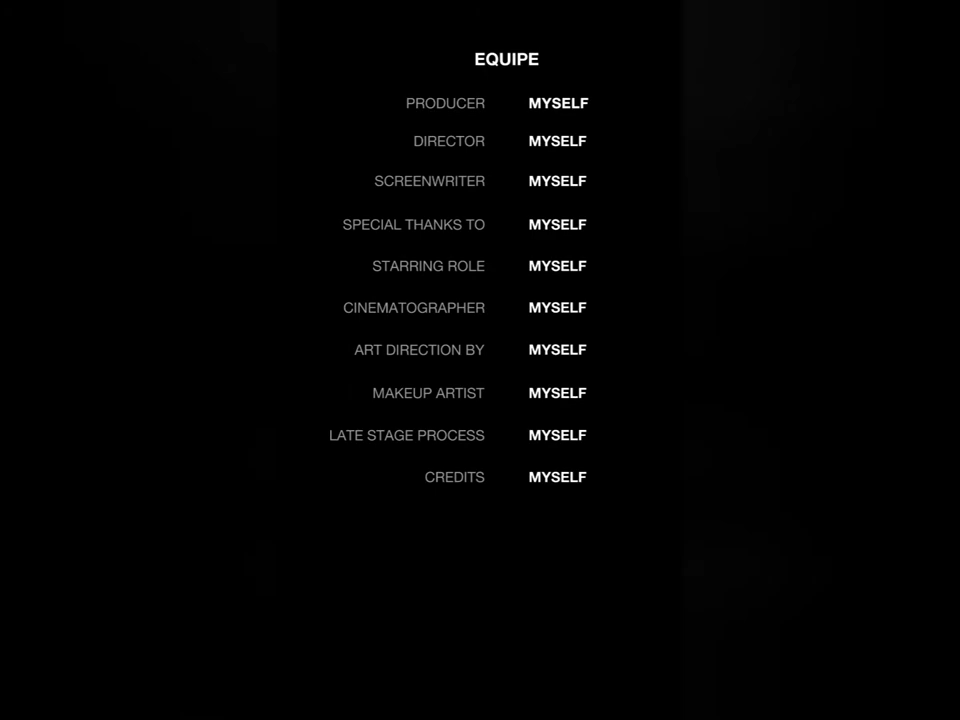 EQUIPE
PRODUCER MYSELF
DIRECTOR MYSELF
SCREENWRITER MYSELF
SPECIAL THANKS TO MYSELF
STARRING ROLE MYSELF
CINEMATOGRAPHER MYSELF
ART DIRECTION BY MYSELF
MAKEUP ARTIST MYSELF
LATE STAGE PROCESS MYSELF
CREDITS MYSELF